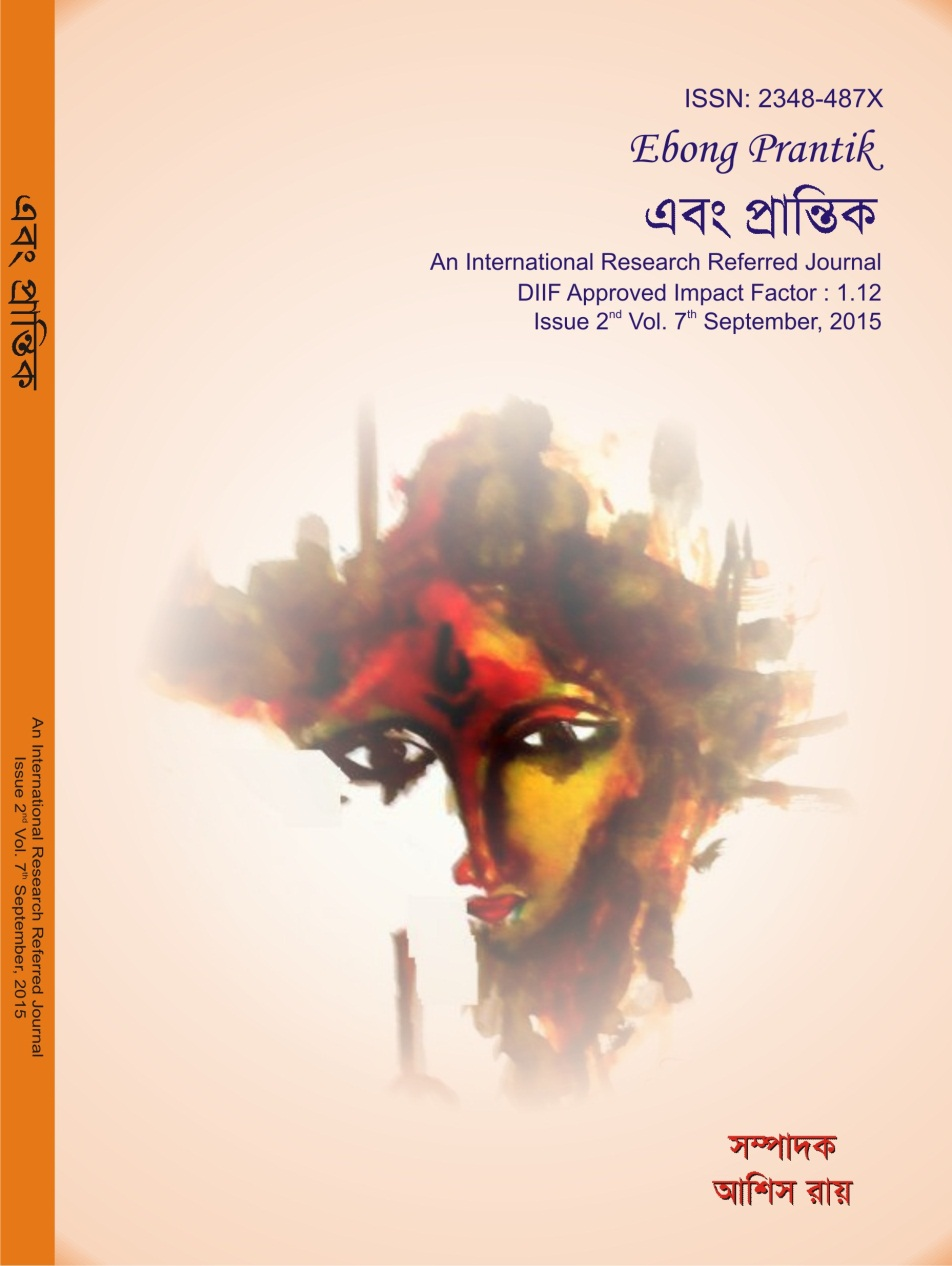 ISSN: 2348-487X
Ebong Prantik
এবং প্রান্তিক
An International Research Referred Journal
DIIF Approved Impact Factor : 1.12
Issue 2nd Vol. 7th September, 2015
সম্পাদক
আশিস রায়
এবং প্রান্তিক
An International Research Referred Journal
Issue 2nd Vol. 7th September, 2015